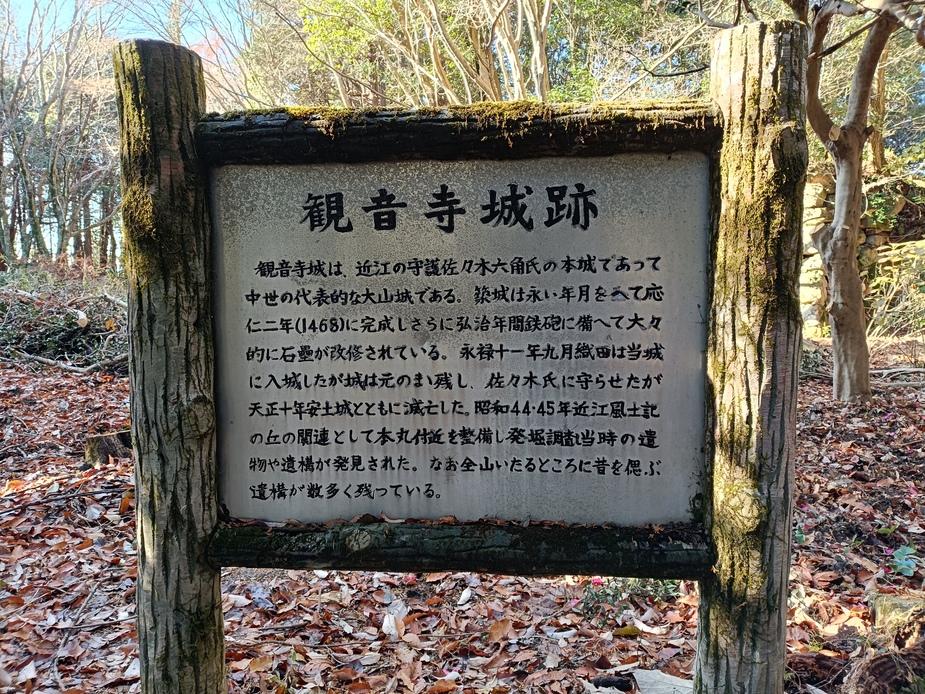 観音寺城跡
観音寺城は、近江の守護佐々木六角氏の本城であって
中世の代表的な大山城である。築城は永い年月をへて応
仁二年(1468)に完成しさらに弘治年間鉄砲に備へて大々
的に石塁が改修されている。永禄十一年九月織田は当城
に入城したが城は元のまゝ残し、佐々木氏に守らせたが
天正十年安土城とともに滅亡した。昭和44・45年近江風土記
の丘の関連として本丸付近を整備し発堀調査当時の遺
物や遺構が発見された。なお全山いたるところに昔を偲ぶ
遺構が数多く残っている。